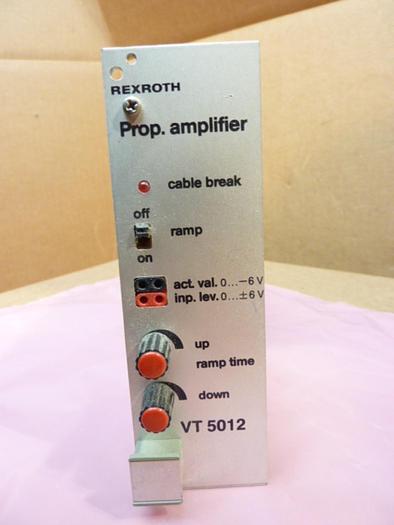 REXROTH
Prop. amplifier
cable break
off
ramp
on
act. val. 0...−6 V
inp. lev. 0...±6 V
up
ramp time
down
VT 5012